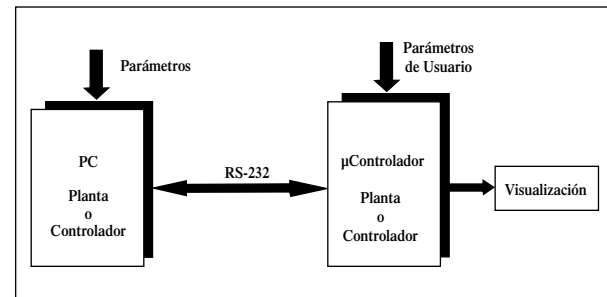 Parámetros
Parámetros
de Usuario
PC
Planta
o
Controlador
RS-232
µControlador
Planta
o
Controlador
Visualización